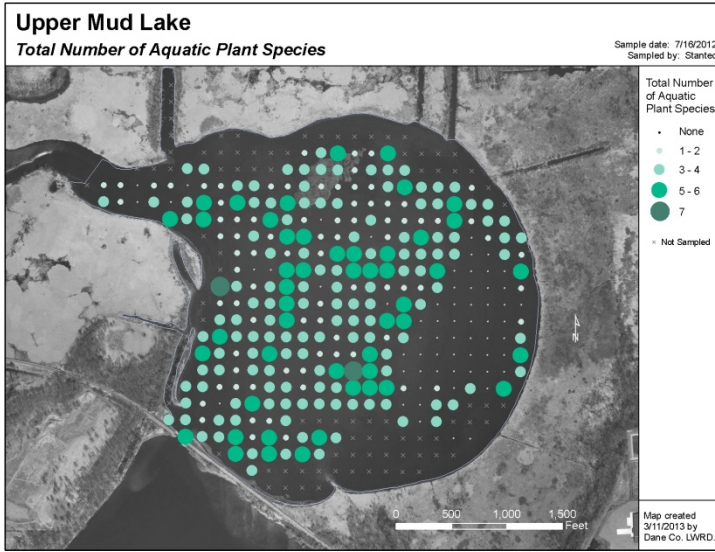 Upper Mud Lake
Total Number of Aquatic Plant Species
Sample date: 7/16/2012
Sampled by: Stantec
Total Number
of Aquatic
Plant Species
None
1 - 2
3 - 4
5 - 6
7
Not Sampled
N
0 500 1,000 1,500
Feet
Map created
3/11/2013 by
Dane Co. LWRD.